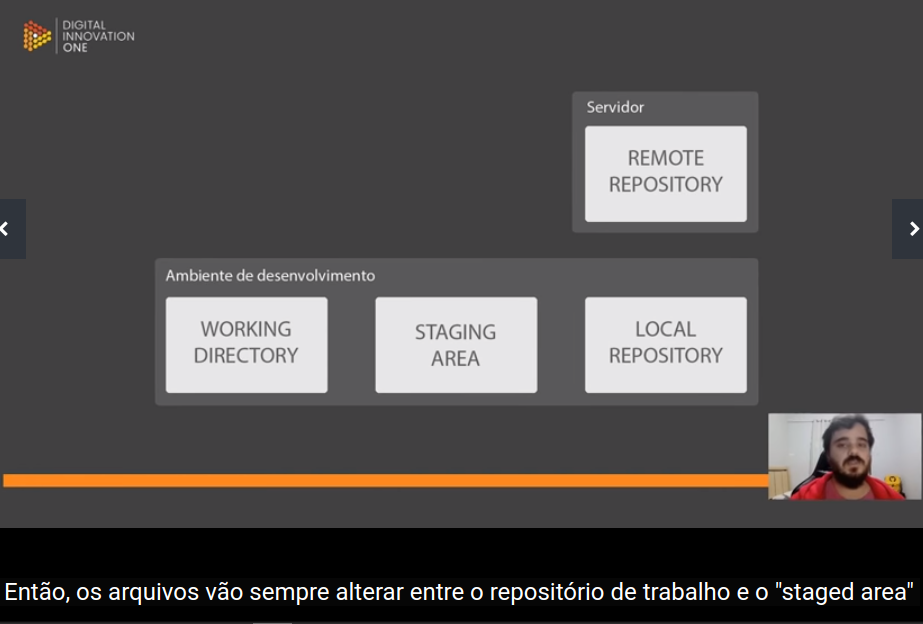 DIGITAL
INNOVATION
ONE
Servidor
REMOTE
REPOSITORY
Ambiente de desenvolvimento
WORKING
DIRECTORY
STAGING
AREA
LOCAL
REPOSITORY
Então, os arquivos vão sempre alterar entre o repositório de trabalho e o "staged area"